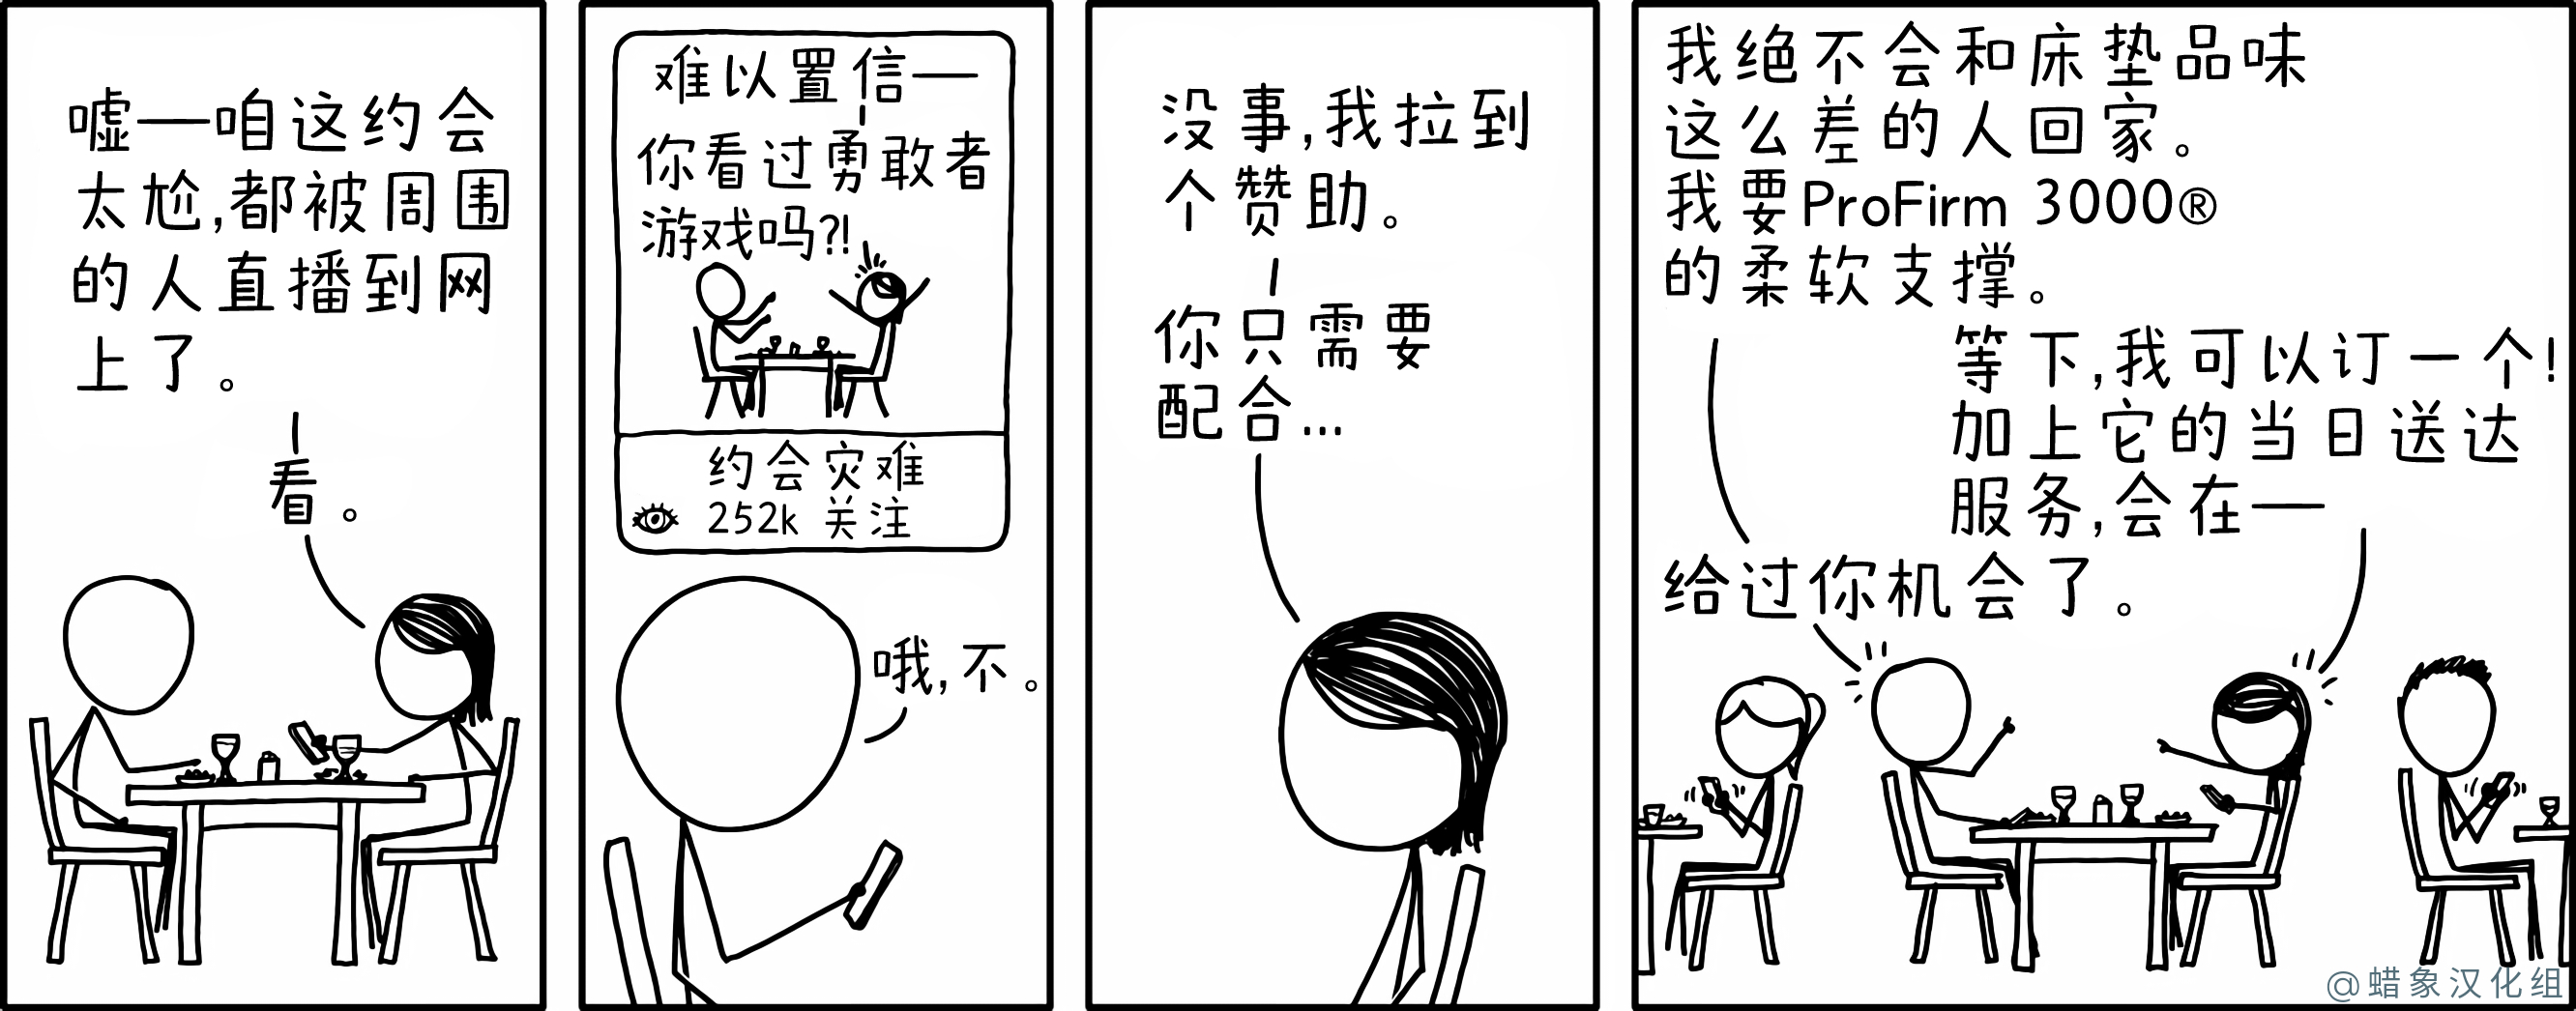 嘘—咱这约会
太尬,都被周围
的人直播到网
上了。
看。
难以置信—
你看过勇敢者
游戏吗?!
约会灾难
252k 关注
哦,不。
没事,我拉到
个赞助。
你只需要
配合...
我绝不会和床垫品味
这么差的人回家。
我要ProFirm 3000®
的柔软支撑。
等下,我可以订一个!
加上它的当日送达
服务,会在—
给过你机会了。
@蜡象汉化组